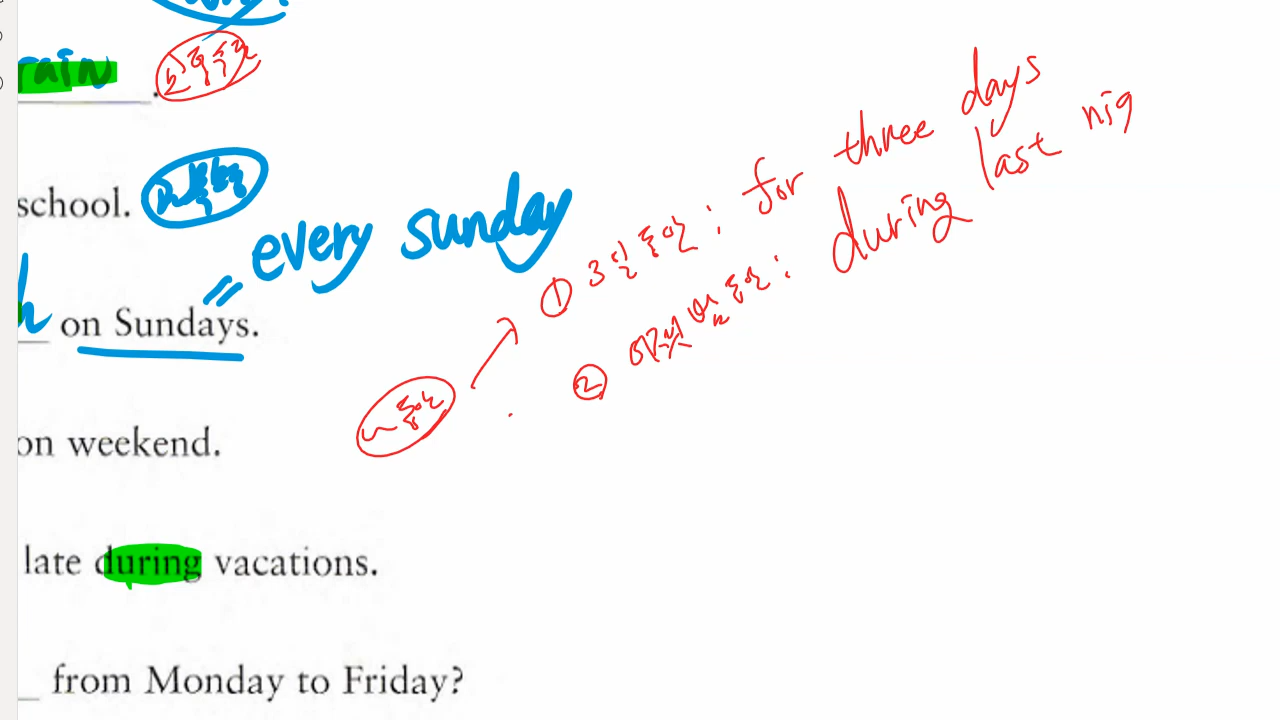 rain.
school.
= every sunday
on Sundays.
① 3일동안 : for three days
② 어젯밤동안 : during last nig
~동안
on weekend.
late during vacations.
from Monday to Friday?